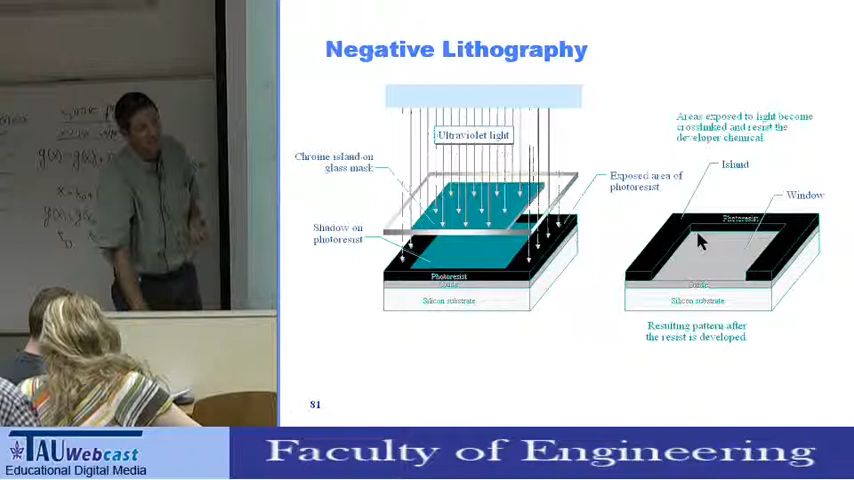 Negative Lithography
Ultraviolet light
Areas exposed to light become
crosslinked and resist the
developer chemical.
Chrome island on
glass mask
Island
Exposed area of
photoresist
Window
Shadow on
photoresist
Photoresist
Photoresist
Oxide
Oxide
Silicon substrate
Silicon substrate
Resulting pattern after
the resist is developed.
81
TAU Webcast
Educational Digital Media
Faculty of Engineering